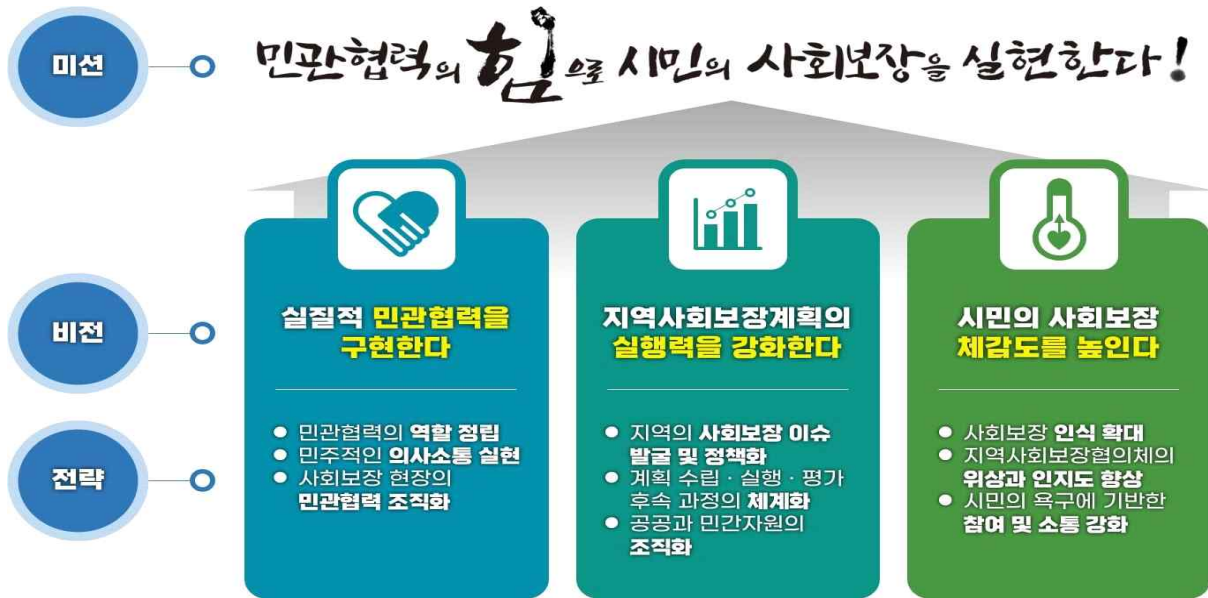 미션
민관협력의 힘으로 시민의 사회보장을 실현한다!
비전
실질적 민관협력을
구현한다
지역사회보장계획의
실행력을 강화한다
시민의 사회보장
체감도를 높인다
전략
민관협력의 역할 정립
민주적인 의사소통 실현
사회보장 현장의
민관협력 조직화
지역의 사회보장 이슈
발굴 및 정책화
계획 수립 · 실행 · 평가
후속 과정의 체계화
공공과 민간자원의
조직화
사회보장 인식 확대
지역사회보장협의체의
위상과 인지도 향상
시민의 욕구에 기반한
참여 및 소통 강화